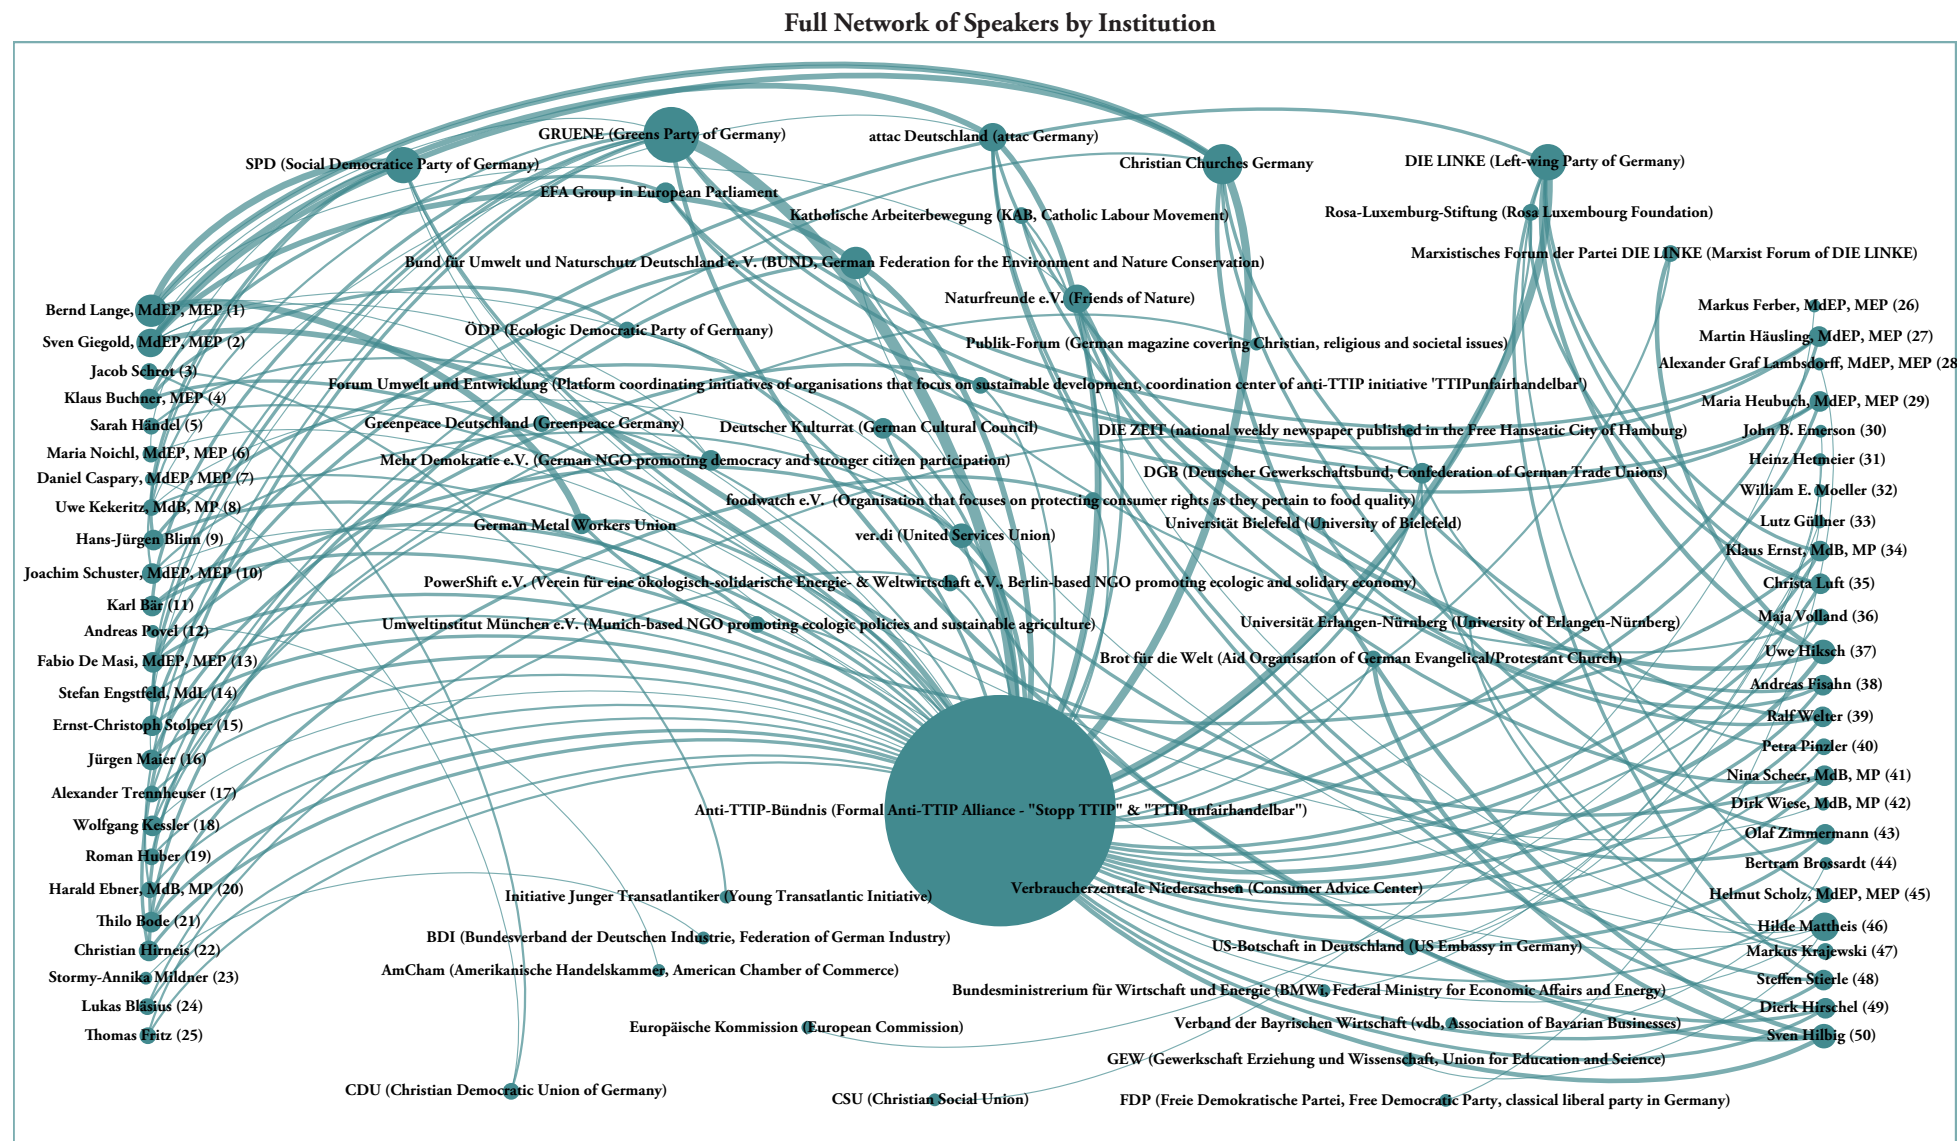 Full Network of Speakers by Institution
GRUENE (Greens Party of Germany)
attac Deutschland (attac Germany)
SPD (Social Democratice Party of Germany)
Christian Churches Germany
DIE LINKE (Left-wing Party of Germany)
EFA Group in European Parliament
Katholische Arbeiterbewegung (KAB, Catholic Labour Movement)
Rosa-Luxemburg-Stiftung (Rosa Luxembourg Foundation)
Marxistisches Forum der Partei DIE LINKE (Marxist Forum of DIE LINKE)
Bund für Umwelt und Naturschutz Deutschland e. V. (BUND, German Federation for the Environment and Nature Conservation)
Naturfreunde e.V. (Friends of Nature)
ÖDP (Ecologic Democratic Party of Germany)
Publik-Forum (German magazine covering Christian, religious and societal issues)
Forum Umwelt und Entwicklung (Platform coordinating initiatives of organisations that focus on sustainable development, coordination center of anti-TTIP initiative 'TTIPunfairhandelbar')
Greenpeace Deutschland (Greenpeace Germany)
Deutscher Kulturrat (German Cultural Council)
DIE ZEIT (national weekly newspaper published in the Free Hanseatic City of Hamburg)
Mehr Demokratie e.V. (German NGO promoting democracy and stronger citizen participation)
DGB (Deutscher Gewerkschaftsbund, Confederation of German Trade Unions)
foodwatch e.V. (Organisation that focuses on protecting consumer rights as they pertain to food quality)
German Metal Workers Union
Universität Bielefeld (University of Bielefeld)
ver.di (United Services Union)
PowerShift e.V. (Verein für eine ökologisch-solidarische Energie- & Weltwirtschaft e.V., Berlin-based NGO promoting ecologic and solidary economy)
Umweltinstitut München e.V. (Munich-based NGO promoting ecologic policies and sustainable agriculture)
Universität Erlangen-Nürnberg (University of Erlangen-Nürnberg)
Brot für die Welt (Aid Organisation of German Evangelical/Protestant Church)
Anti-TTIP-Bündnis (Formal Anti-TTIP Alliance - "Stopp TTIP" & "TTIPunfairhandelbar")
Verbraucherzentrale Niedersachsen (Consumer Advice Center)
Initiative Junger Transatlantiker (Young Transatlantic Initiative)
BDI (Bundesverband der Deutschen Industrie, Federation of German Industry)
US-Botschaft in Deutschland (US Embassy in Germany)
AmCham (Amerikanische Handelskammer, American Chamber of Commerce)
Bundesministrerium für Wirtschaft und Energie (BMWi, Federal Ministry for Economic Affairs and Energy)
Europäische Kommission (European Commission)
Verband der Bayrischen Wirtschaft (vdb, Association of Bavarian Businesses)
GEW (Gewerkschaft Erziehung und Wissenschaft, Union for Education and Science)
CDU (Christian Democratic Union of Germany)
CSU (Christian Social Union)
FDP (Freie Demokratische Partei, Free Democratic Party, classical liberal party in Germany)
Bernd Lange, MdEP, MEP (1)
Sven Giegold, MdEP, MEP (2)
Jacob Schrot (3)
Klaus Buchner, MEP (4)
Sarah Händel (5)
Maria Noichl, MdEP, MEP (6)
Daniel Caspary, MdEP, MEP (7)
Uwe Kekeritz, MdB, MP (8)
Hans-Jürgen Blinn (9)
Joachim Schuster, MdEP, MEP (10)
Karl Bär (11)
Andreas Povel (12)
Fabio De Masi, MdEP, MEP (13)
Stefan Engstfeld, MdL (14)
Ernst-Christoph Stolper (15)
Jürgen Maier (16)
Alexander Trennheuser (17)
Wolfgang Kessler (18)
Roman Huber (19)
Harald Ebner, MdB, MP (20)
Thilo Bode (21)
Christian Hirneis (22)
Stormy-Annika Mildner (23)
Lukas Bläsius (24)
Thomas Fritz (25)
Markus Ferber, MdEP, MEP (26)
Martin Häusling, MdEP, MEP (27)
Alexander Graf Lambsdorff, MdEP, MEP (28
Maria Heubuch, MdEP, MEP (29)
John B. Emerson (30)
Heinz Hetmeier (31)
William E. Moeller (32)
Lutz Güllner (33)
Klaus Ernst, MdB, MP (34)
Christa Luft (35)
Maja Volland (36)
Uwe Hiksch (37)
Andreas Fisahn (38)
Ralf Welter (39)
Petra Pinzler (40)
Nina Scheer, MdB, MP (41)
Dirk Wiese, MdB, MP (42)
Olaf Zimmermann (43)
Bertram Brossardt (44)
Helmut Scholz, MdEP, MEP (45)
Hilde Mattheis (46)
Markus Krajewski (47)
Steffen Stierle (48)
Dierk Hirschel (49)
Sven Hilbig (50)